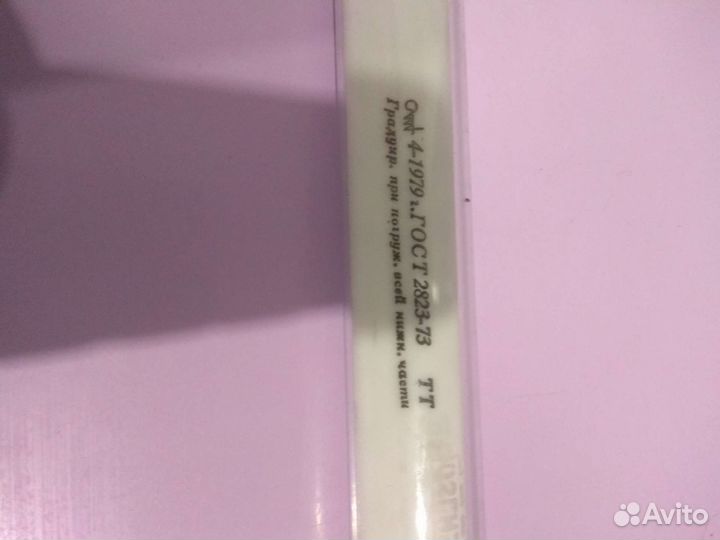 4-1979 г. ГОСТ 2823-73 ТТ
Градуир. при погруж. всей нижн. части
Avito